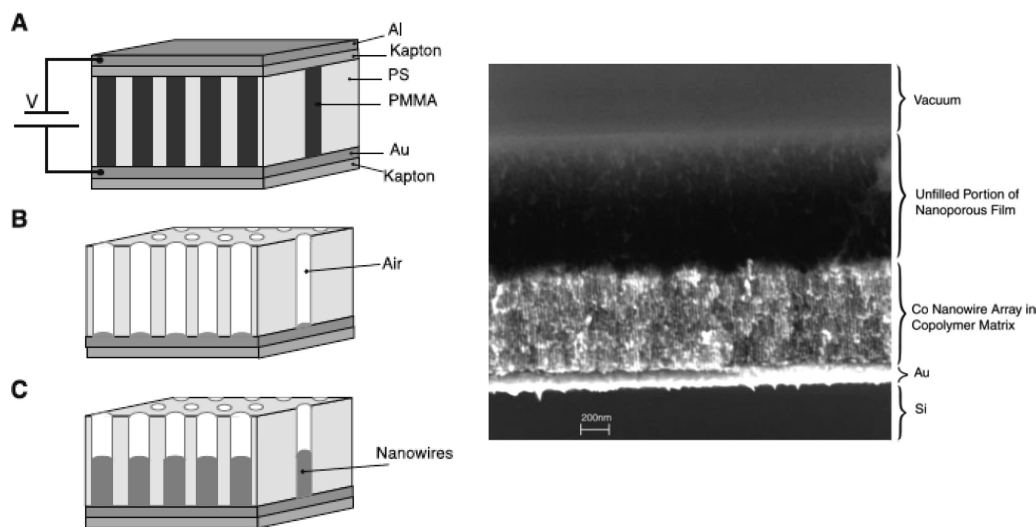 A
Al
Kapton
PS
PMMA
Au
Kapton
V
B
Air
C
Nanowires
Vacuum
Unfilled Portion of
Nanoporous Film
Co Nanowire Array in
Copolymer Matrix
Au
Si
200nm